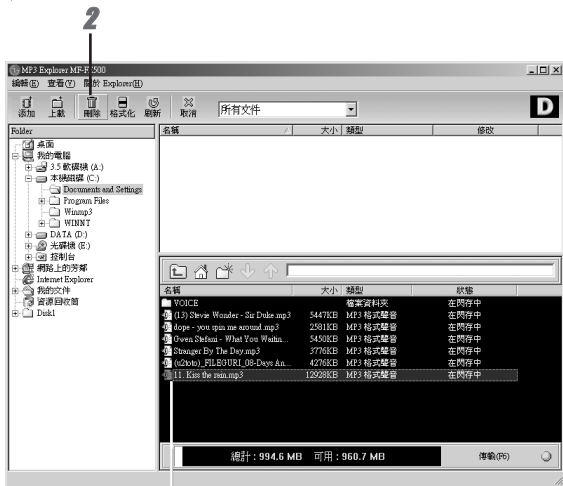 2
MP3 Explorer MF-FE500
編輯(E) 查看(Y) 關於 Explorer(H)
添加 上載 刪除 格式化 刷新 取消 所有文件 D
Folder
桌面
我的電腦
3.5 軟碟機 (A:)
本機磁碟 (C:)
Documents and Settings
Program Files
Winmp3
WINNT
DATA (D:)
光碟機 (E:)
控制台
網路上的芳鄰
Internet Explorer
我的文件
資源回收筒
Disk1
名稱 大小 類型 修改
名稱 大小 類型 狀態
VOICE 檔案資料夾 在閃存中
(13) Stevie Wonder - Sir Duke.mp3 5447KB MP3 格式聲音 在閃存中
dope - you spin me around.mp3 2581KB MP3 格式聲音 在閃存中
Gwen Stefani - What You Waitin... 5450KB MP3 格式聲音 在閃存中
Stranger By The Day.mp3 3776KB MP3 格式聲音 在閃存中
(u2toto)_FILEGURI_08-Days An... 4276KB MP3 格式聲音 在閃存中
11. Kiss the rain.mp3 12928KB MP3 格式聲音 在閃存中
總計 : 994.6 MB 可用 : 960.7 MB 傳輸(F6)